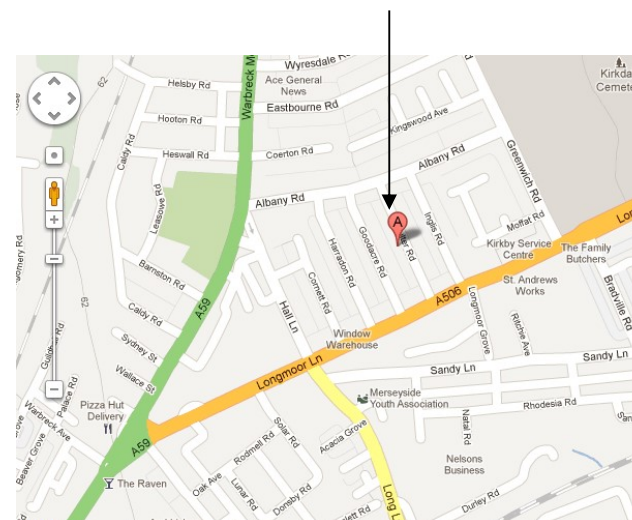 Wyresdale Rd
Helsby Rd
Ace General
News
Eastbourne Rd
Warbreck
Kingswood Ave
Hooton Rd
Caldy Rd
Heswall Rd
Coerton Rd
Albany Rd
Greenwich Rd
Leasowe Rd
Albany Rd
A
Inglis Rd
Moffat Rd
Goodacre Rd
Harradon Rd
Kirkby Service
Centre
The Family
Butchers
Barnston Rd
Cornett Rd
St. Andrews
Works
62
62
Caldy Rd
A59
Hall Ln
A506
Longmoor Grove
Ritchie Ave
Bradville Rd
Window
Warehouse
Sydney St
Wallace St
Longmoor Ln
Sandy Ln
Sandy Ln
Palace Rd
Pizza Hut
Delivery
Merseyside
Youth Association
Rhodesia Rd
Natal Rd
Warbreck Ave
Beaver Grove
A59
Solar Rd
Rodmell Rd
Acacia Grove
Nelsons
Business
The Raven
Oak Ave
Lunar Rd
Dorsby Rd
Long L
Durley Rd